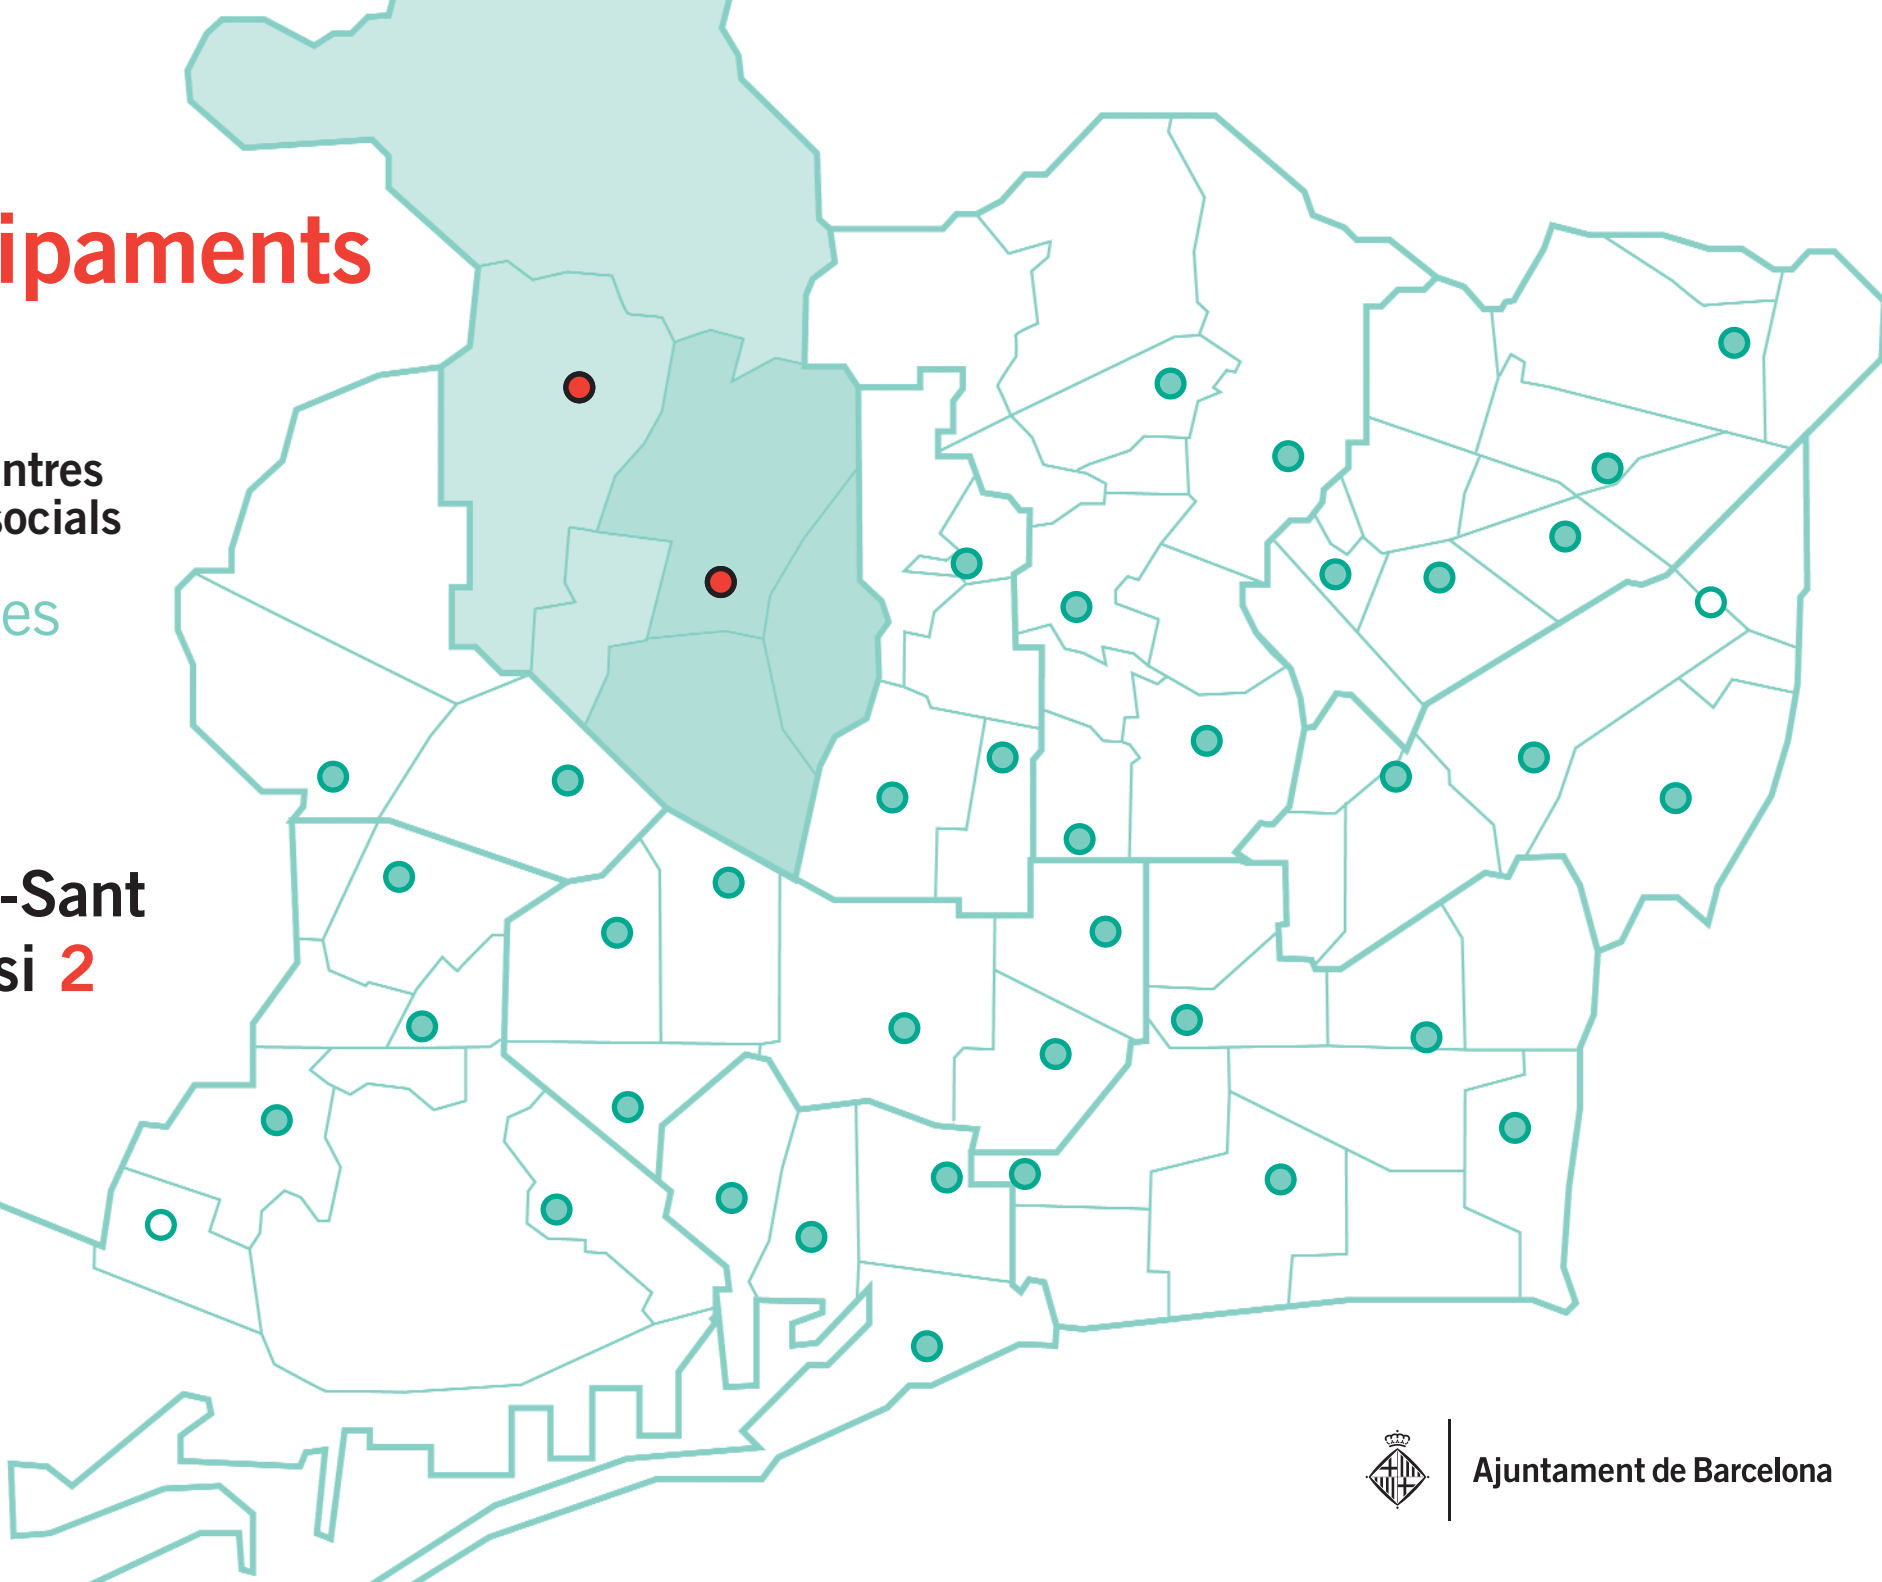 ipaments
ntres
socials
es
-Sant
si 2
Ajuntament de Barcelona